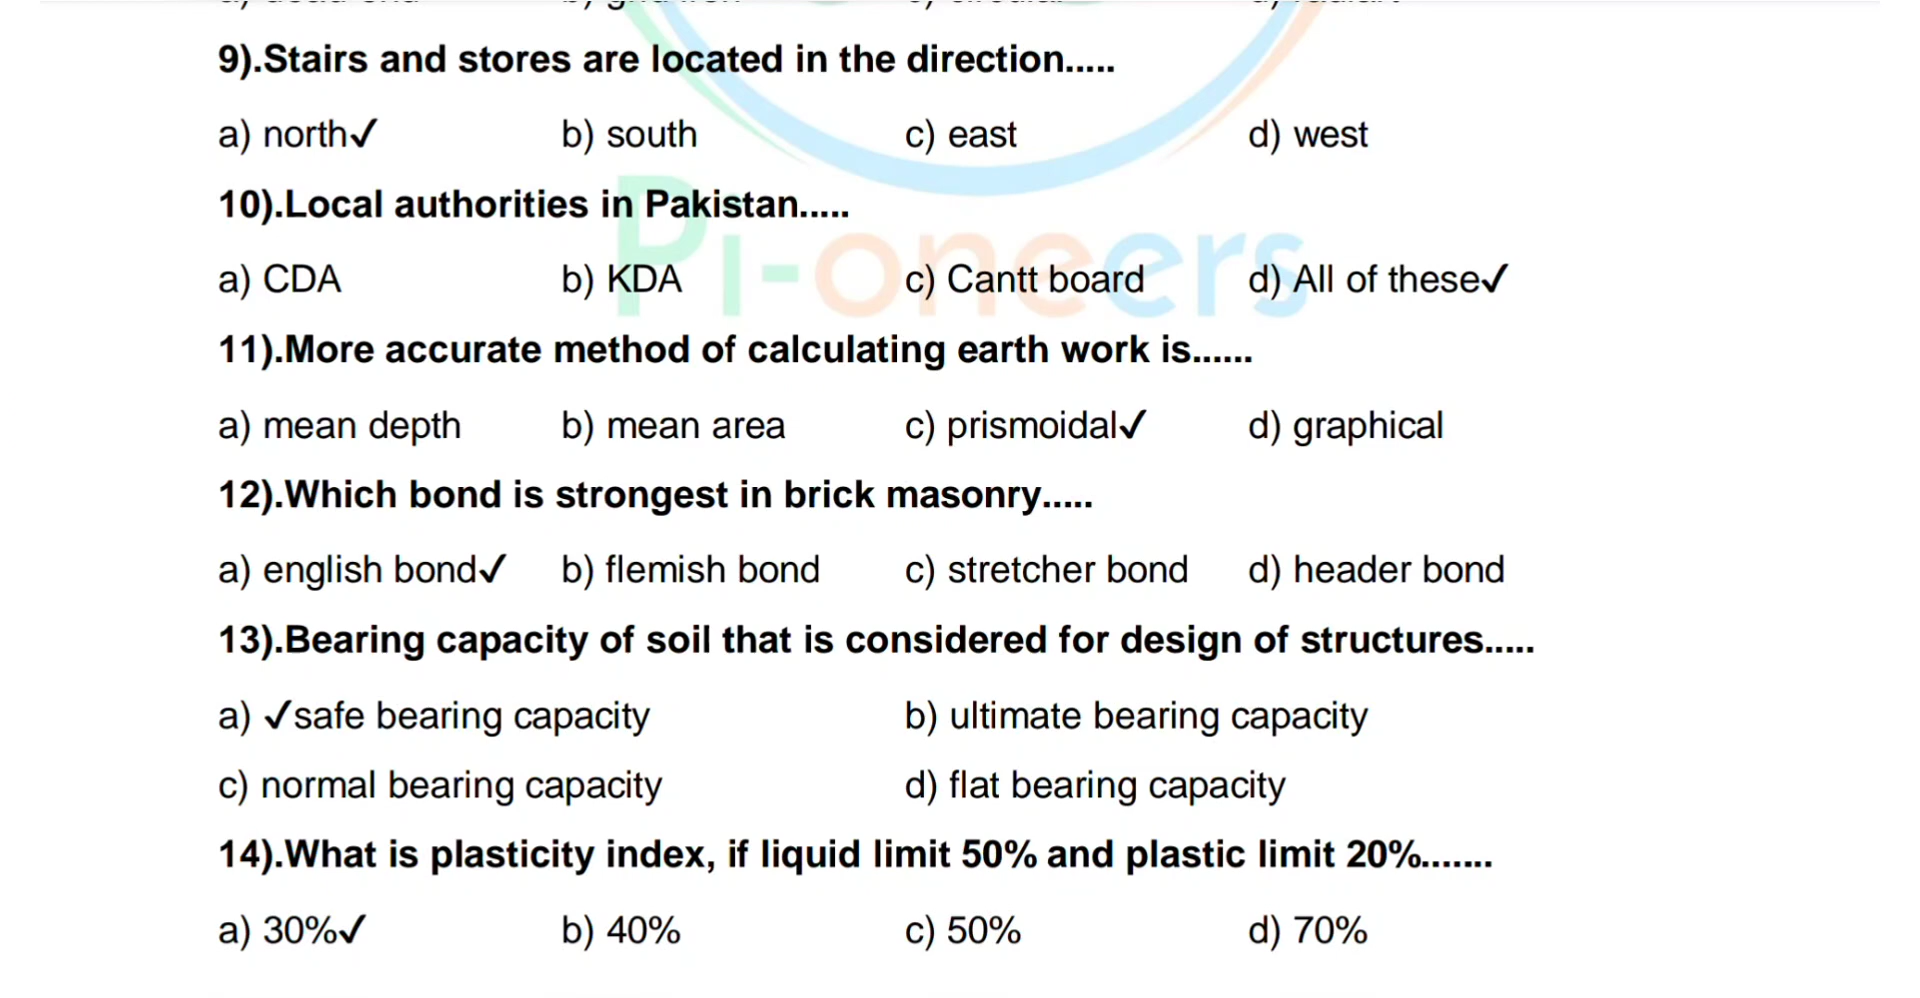 9).Stairs and stores are located in the direction.....
a) north✓ b) south c) east d) west
10).Local authorities in Pakistan.....
a) CDA b) KDA c) Cantt board d) All of these✓
Pi-oneers
11).More accurate method of calculating earth work is......
a) mean depth b) mean area c) prismoidal✓ d) graphical
12).Which bond is strongest in brick masonry.....
a) english bond✓ b) flemish bond c) stretcher bond d) header bond
13).Bearing capacity of soil that is considered for design of structures.....
a) ✓safe bearing capacity b) ultimate bearing capacity
c) normal bearing capacity d) flat bearing capacity
14).What is plasticity index, if liquid limit 50% and plastic limit 20%.......
a) 30%✓ b) 40% c) 50% d) 70%